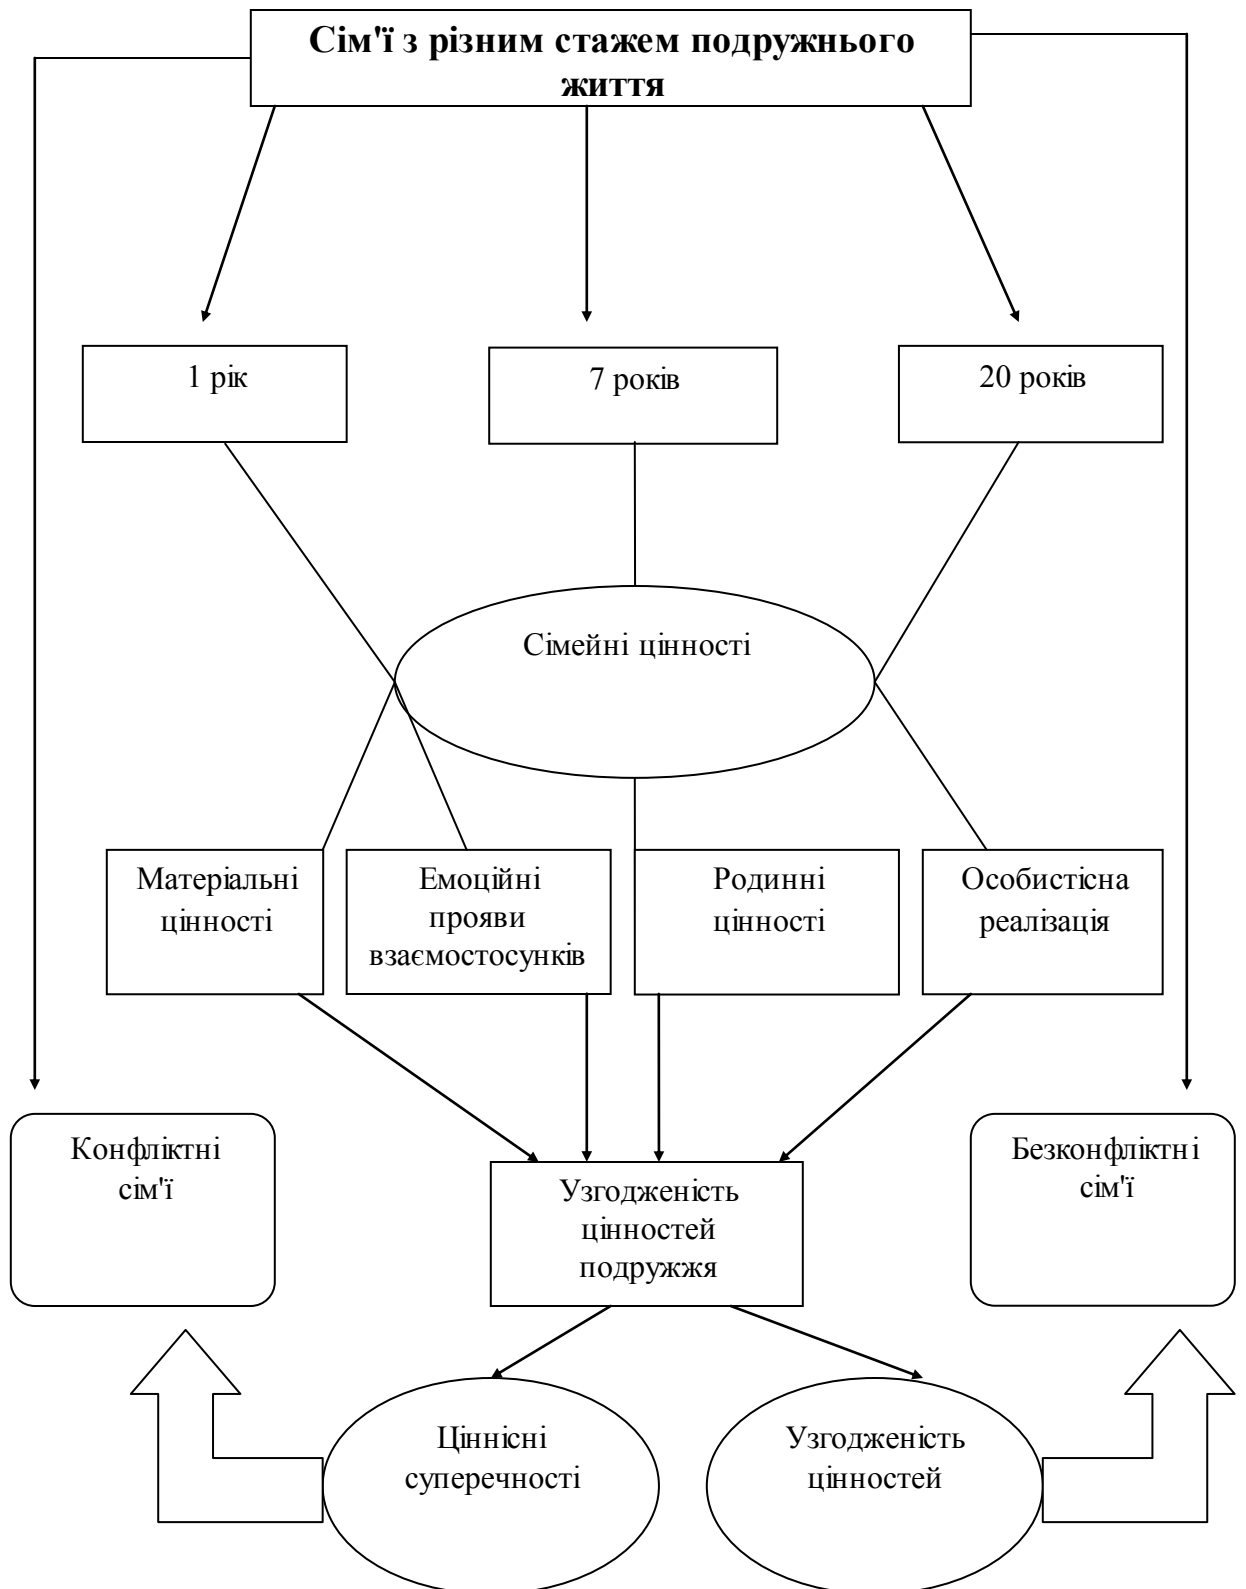 Сім'ї з різним стажем подружнього
життя
1 рік
7 років
20 років
Сімейні цінності
Матеріальні
цінності
Емоційні
прояви
взаємостосунків
Родинні
цінності
Особистісна
реалізація
Конфліктні
сім'ї
Узгодженість
цінностей
подружжя
Безконфліктні
сім'ї
Ціннісні
суперечності
Узгодженість
цінностей